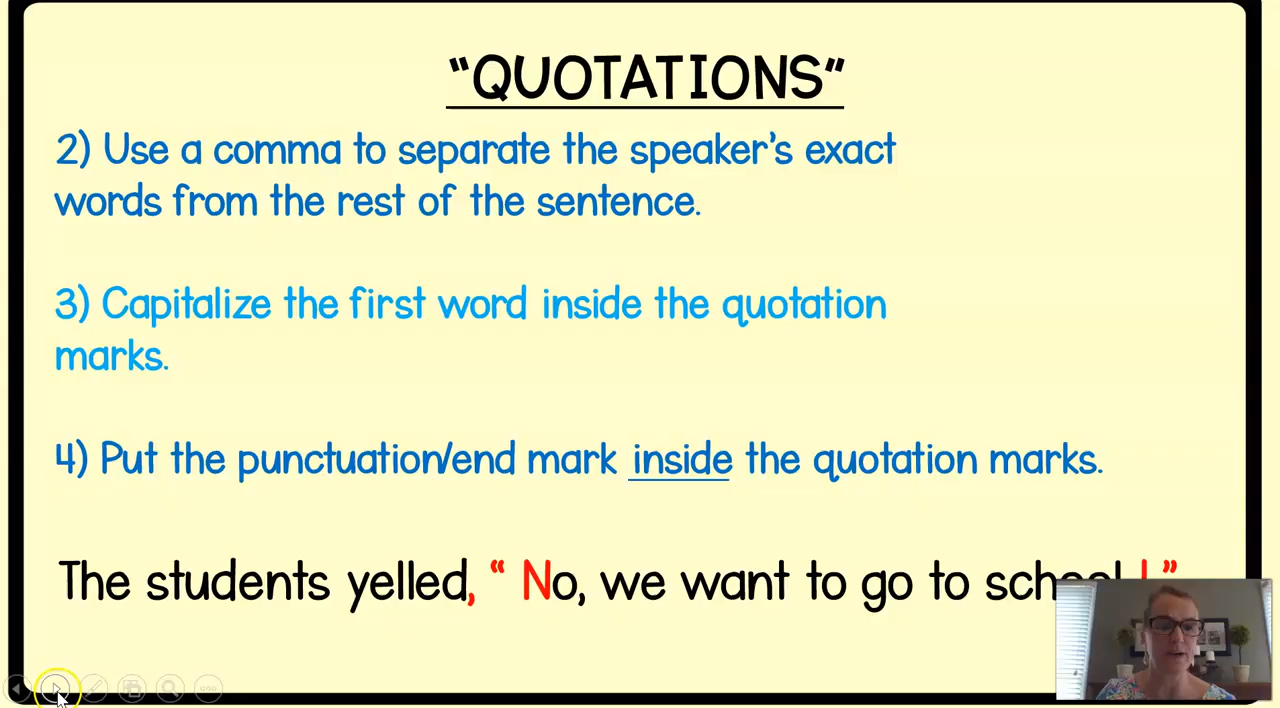 “QUOTATIONS”
2) Use a comma to separate the speaker’s exact
words from the rest of the sentence.
3) Capitalize the first word inside the quotation
marks.
4) Put the punctuation/end mark inside the quotation marks.
The students yelled, “ No, we want to go to school ! ”